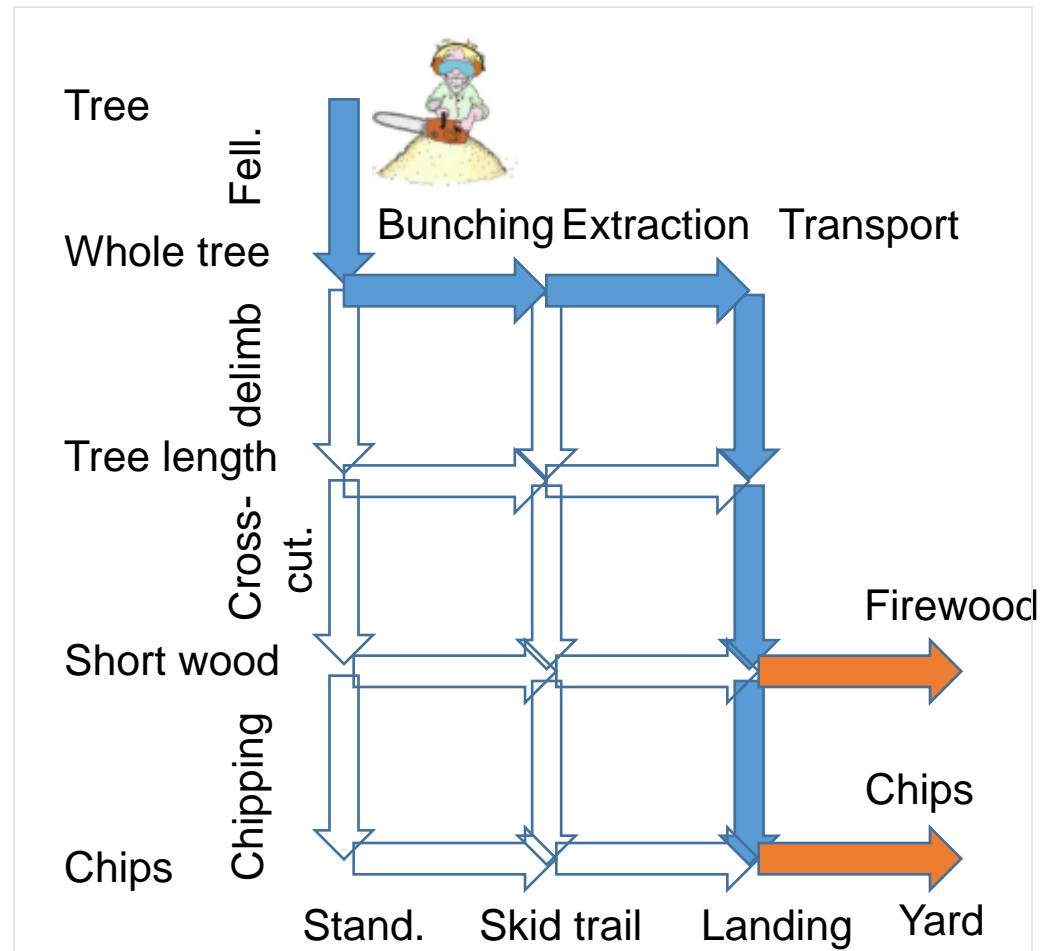 Tree
Fell.
Bunching Extraction Transport
Whole tree
delimb
Tree length
Cross-
cut.
Firewood
Short wood
Chipping
Chips
Chips
Stand. Skid trail Landing Yard